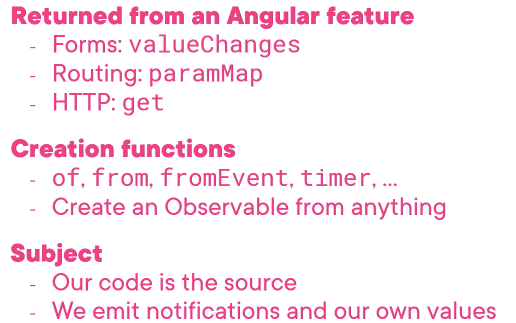 Returned from an Angular feature
- Forms: valueChanges
- Routing: paramMap
- HTTP: get
Creation functions
- of, from, fromEvent, timer, ...
- Create an Observable from anything
Subject
- Our code is the source
- We emit notifications and our own values